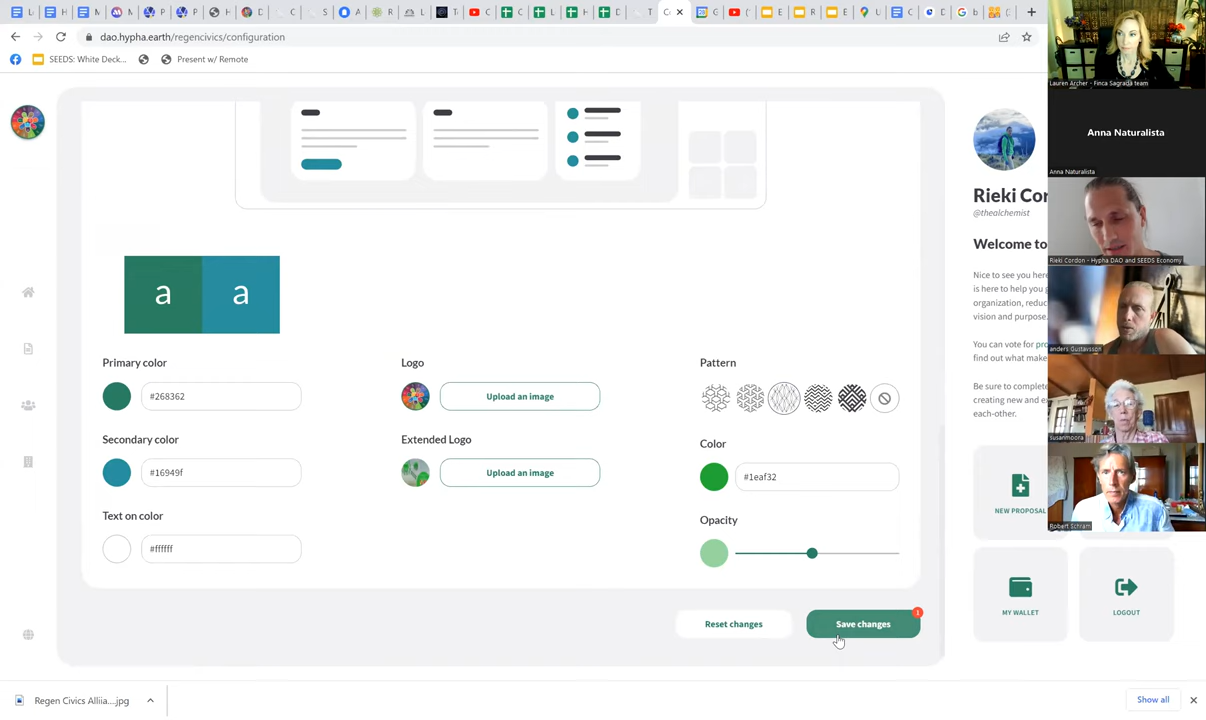 dao.hypha.earth/regencivics/configuration
SEEDS: White Deck...
Present w/ Remote
Lauren Archer - Finca Sagrada team
Anna Naturalista
Anna Naturalista
Rieki Cor
@thealchemist
Rieki Cordon - Hypha DAO and SEEDS Economy
Welcome to
Nice to see you here
is here to help you
organization, reduc
vision and purpose.
You can vote for pro
find out what make
Be sure to complete
creating new and ex
each-other.
anders Gustavsson
susanmoora
Robert Schram
a a
Primary color
#268362
Secondary color
#16949f
Text on color
#ffffff
Logo
Upload an image
Extended Logo
Upload an image
Pattern
Color
#1eaf32
Opacity
Reset changes
Save changes
1
NEW PROPOSAL
MY WALLET
LOGOUT
Regen Civics Alliia....jpg
Show all